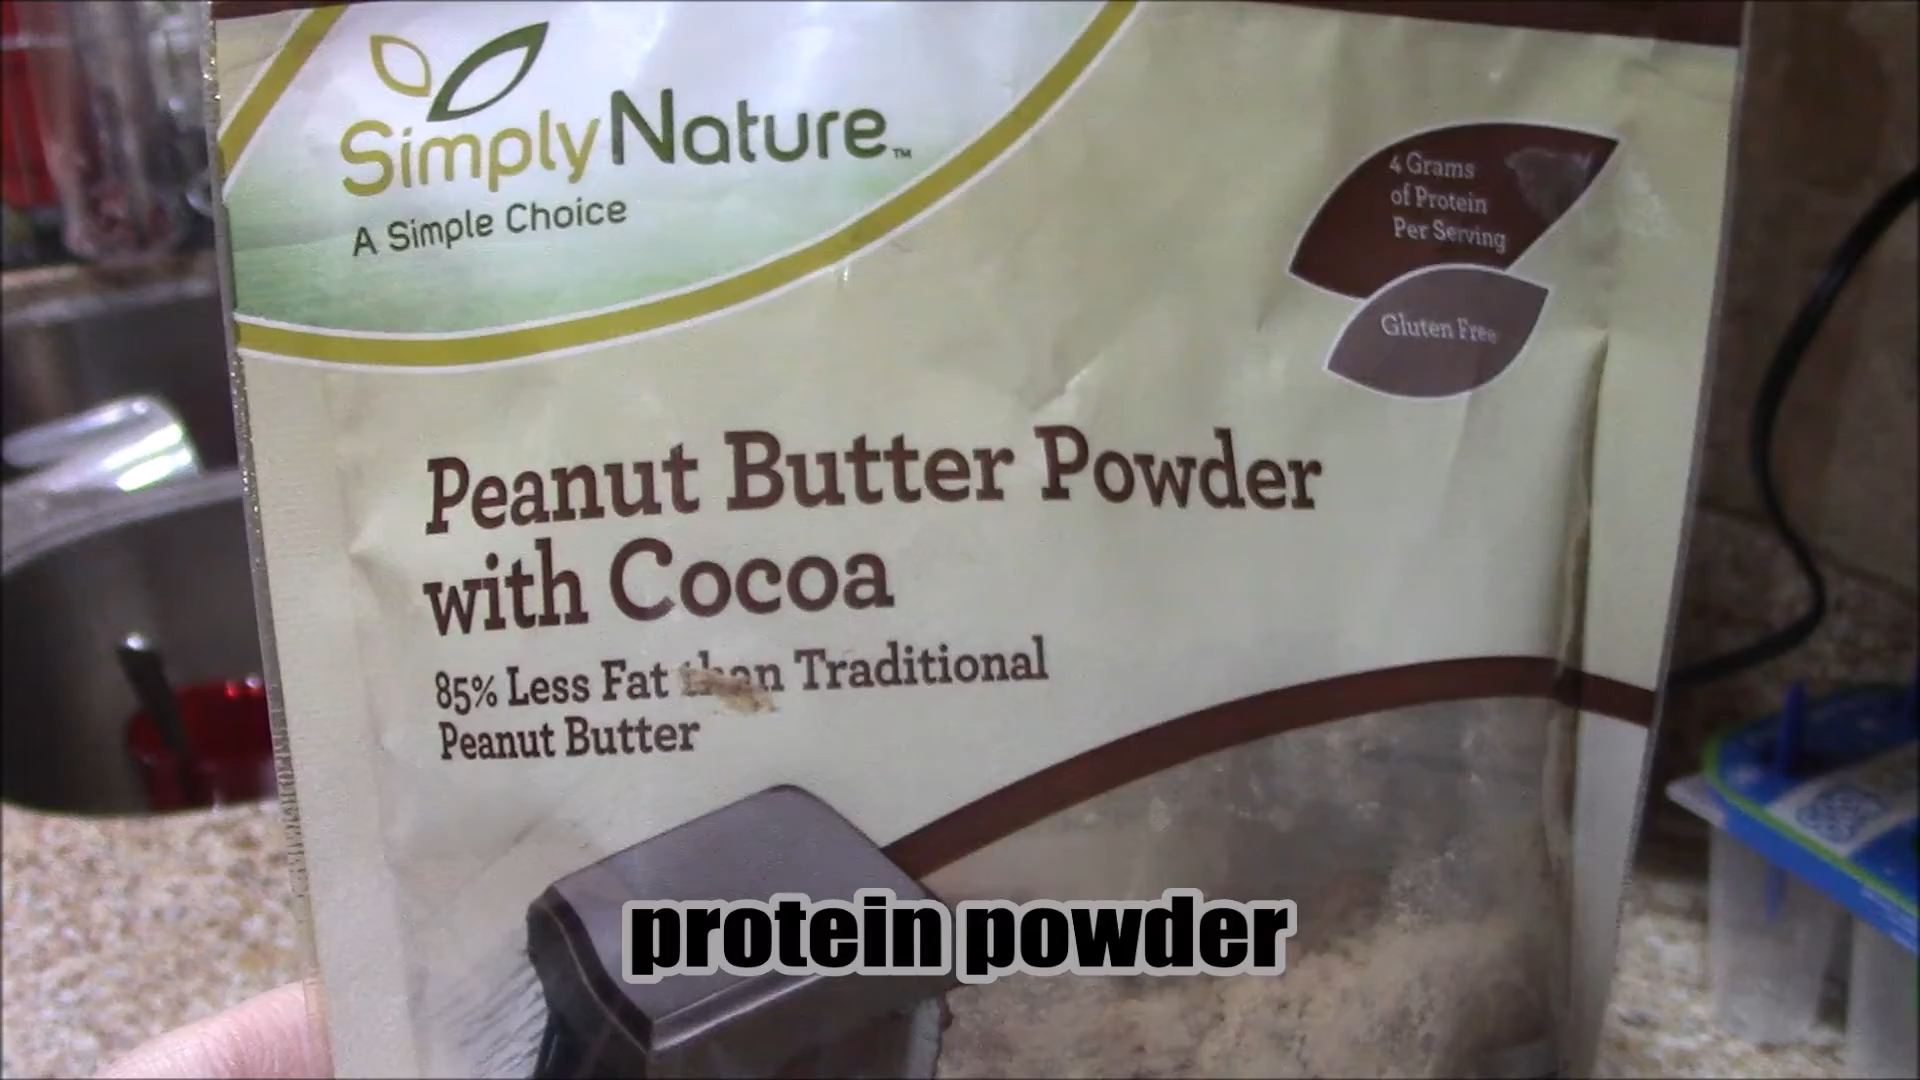 SimplyNature™
A Simple Choice
4 Grams
of Protein
Per Serving
Gluten Free
Peanut Butter Powder
with Cocoa
85% Less Fat than Traditional
Peanut Butter
protein powder